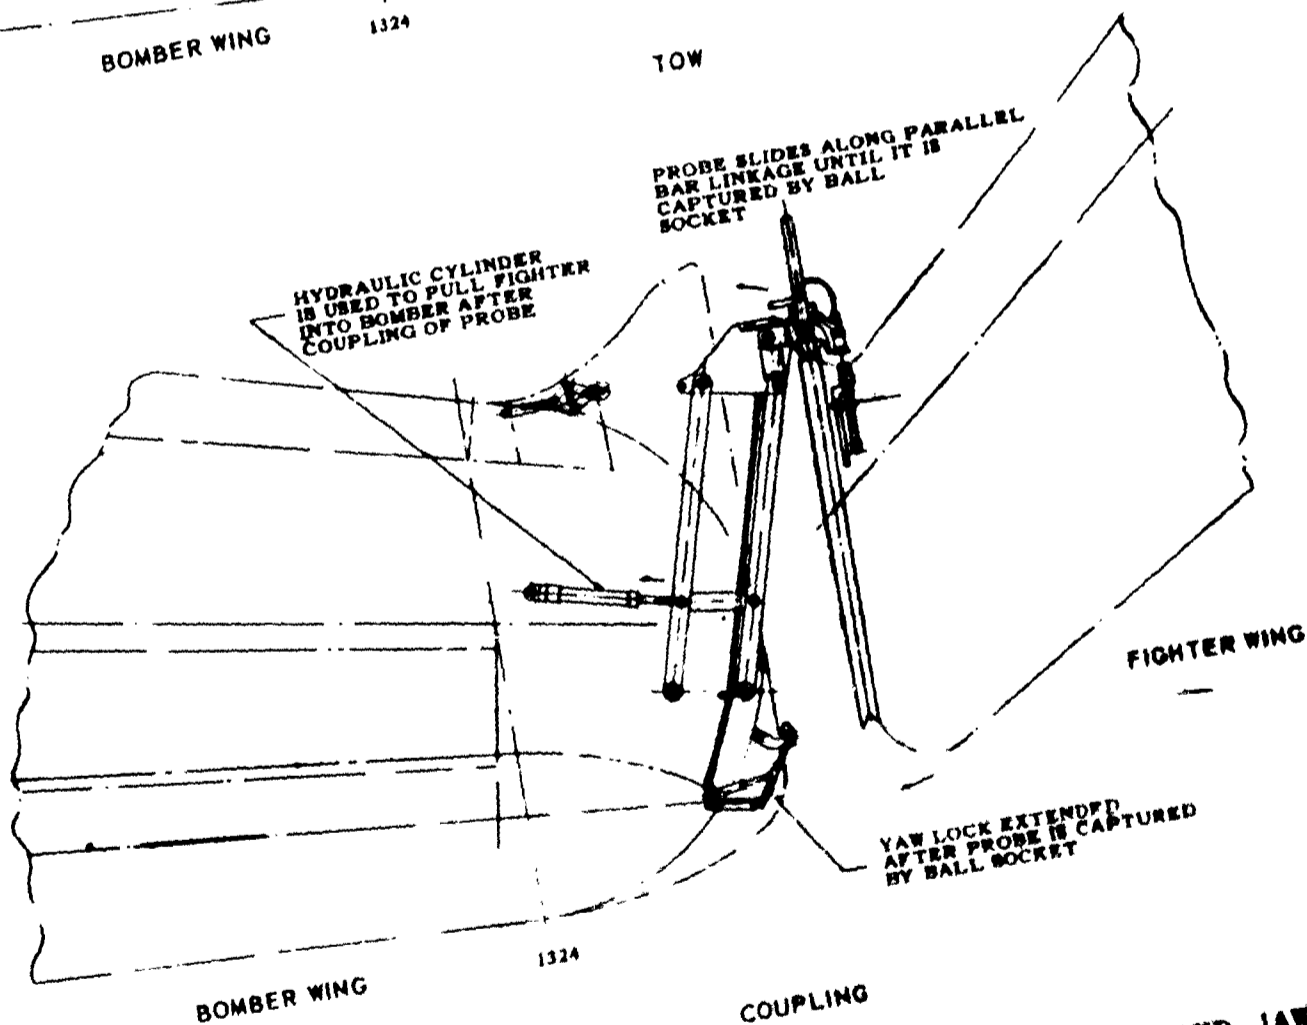 1324
BOMBER WING
TOW
PROBE SLIDES ALONG PARALLEL
BAR LINKAGE UNTIL IT IS
CAPTURED BY BALL
SOCKET
HYDRAULIC CYLINDER
IS USED TO PULL FIGHTER
INTO BOMBER AFTER
COUPLING OF PROBE
FIGHTER WING
YAW LOCK EXTENDED
AFTER PROBE IS CAPTURED
BY BALL SOCKET
1324
BOMBER WING
COUPLING